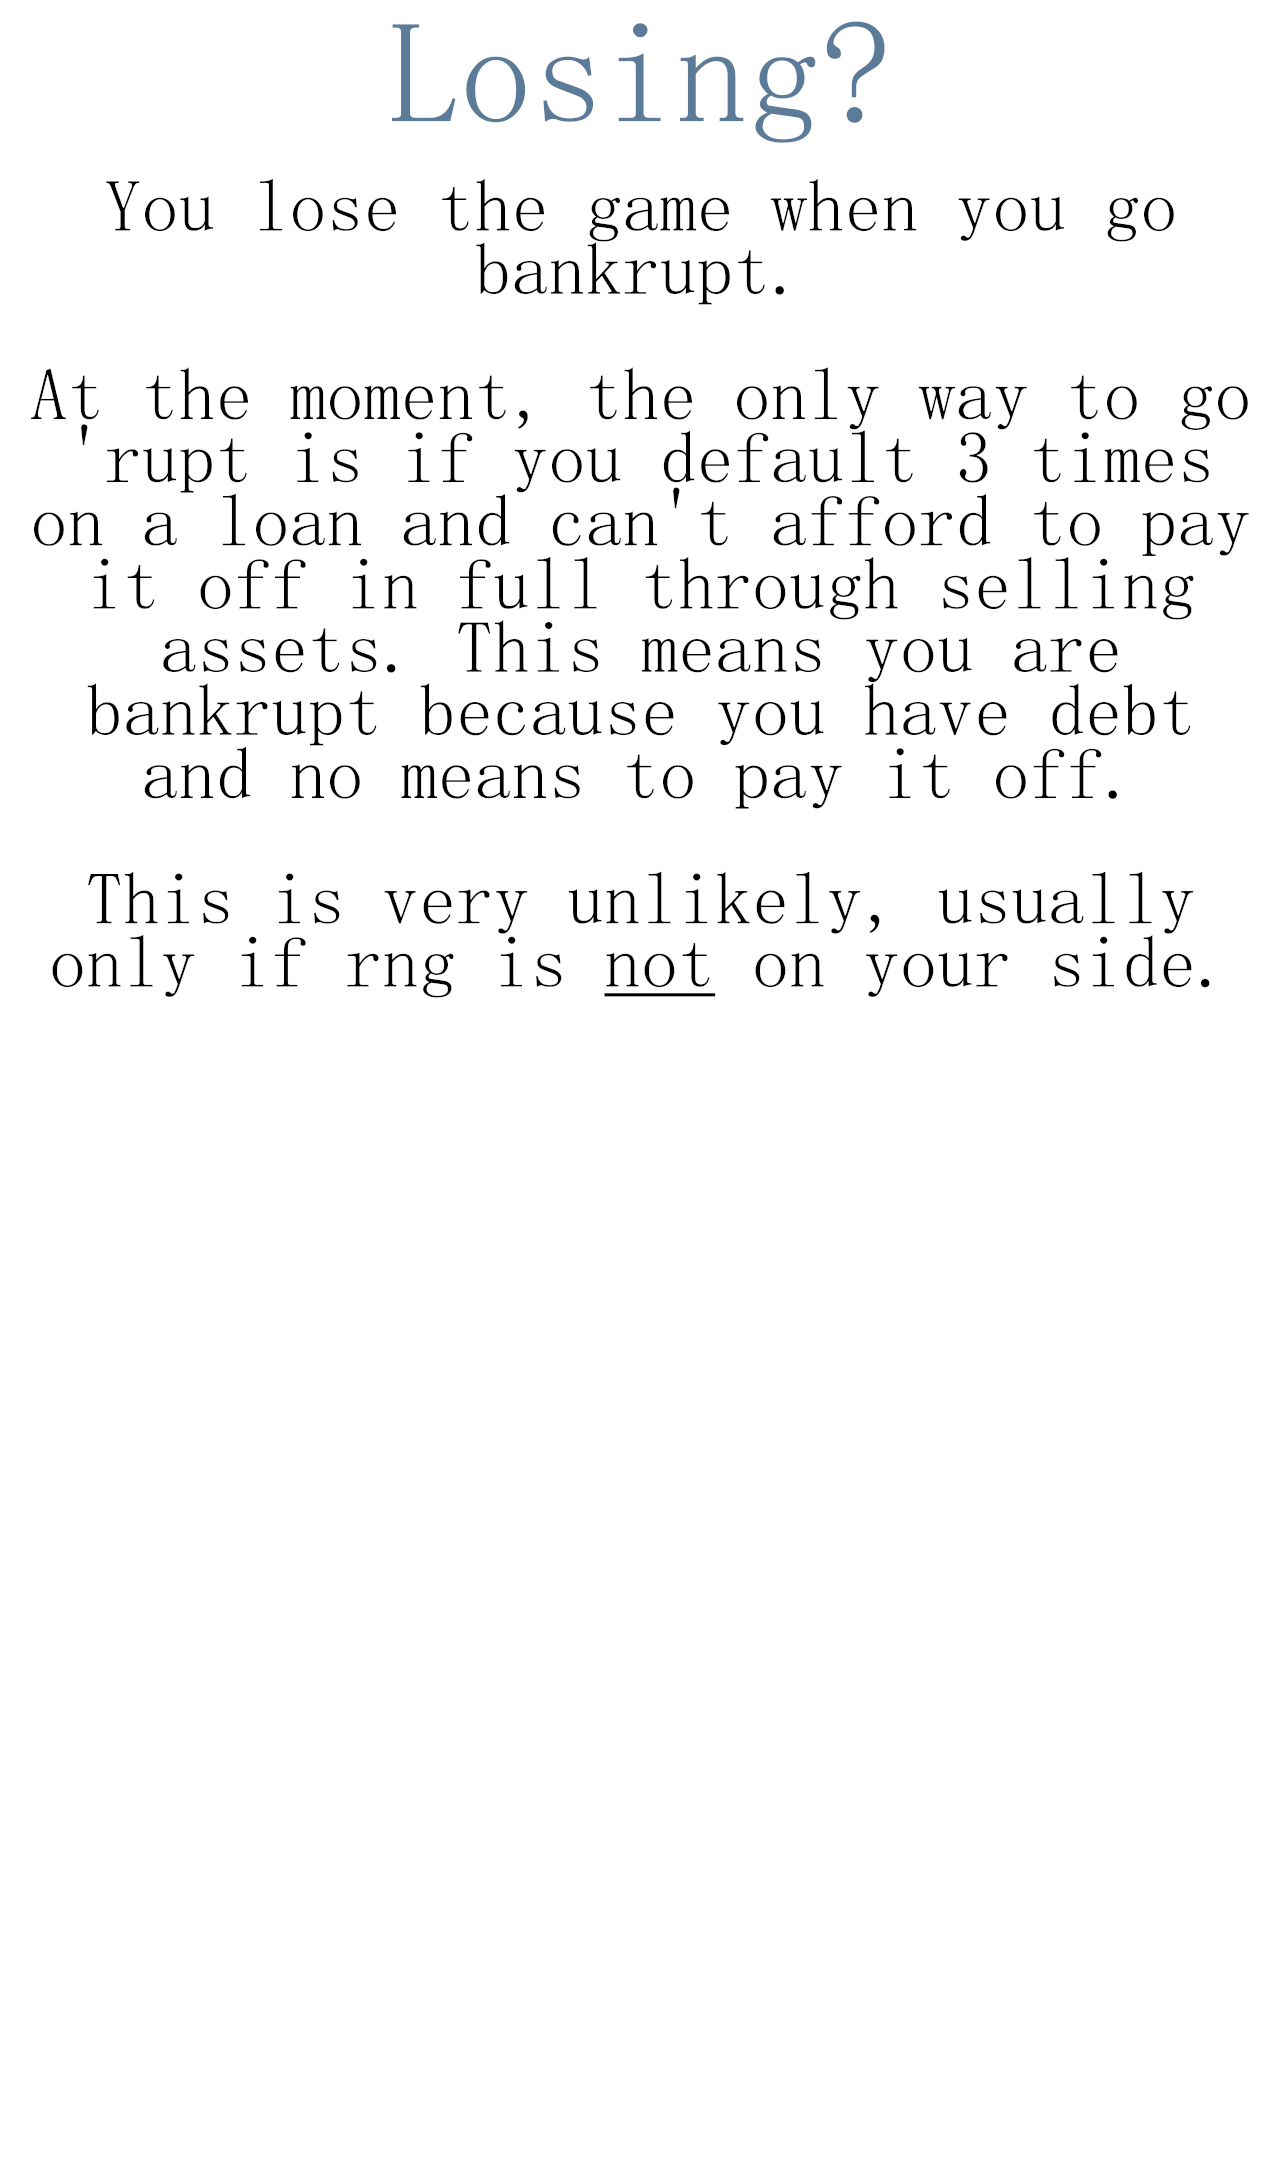 Losing?
You lose the game when you go
bankrupt.
At the moment, the only way to go
'rupt is if you default 3 times
on a loan and can't afford to pay
it off in full through selling
assets. This means you are
bankrupt because you have debt
and no means to pay it off.
This is very unlikely, usually
only if rng is not on your side.